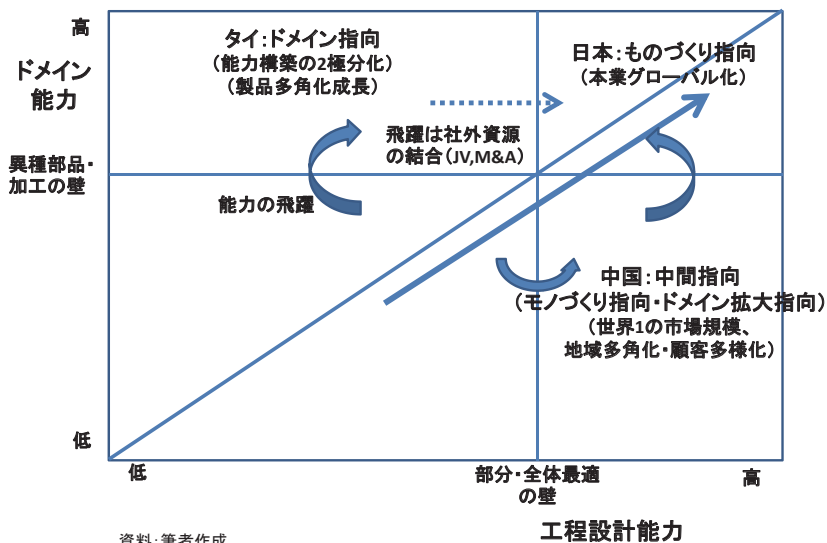 高
ドメイン
能力
異種部品・
加工の壁
低
タイ：ドメイン指向
（能力構築の2極分化）
（製品多角化成長）
飛躍は社外資源
の結合（JV,M&A）
能力の飛躍
日本：ものづくり指向
（本業グローバル化）
中国：中間指向
（モノづくり指向・ドメイン拡大指向）
（世界1の市場規模、
地域多角化・顧客多様化）
低
部分・全体最適
の壁
高
工程設計能力
資料：筆者作成